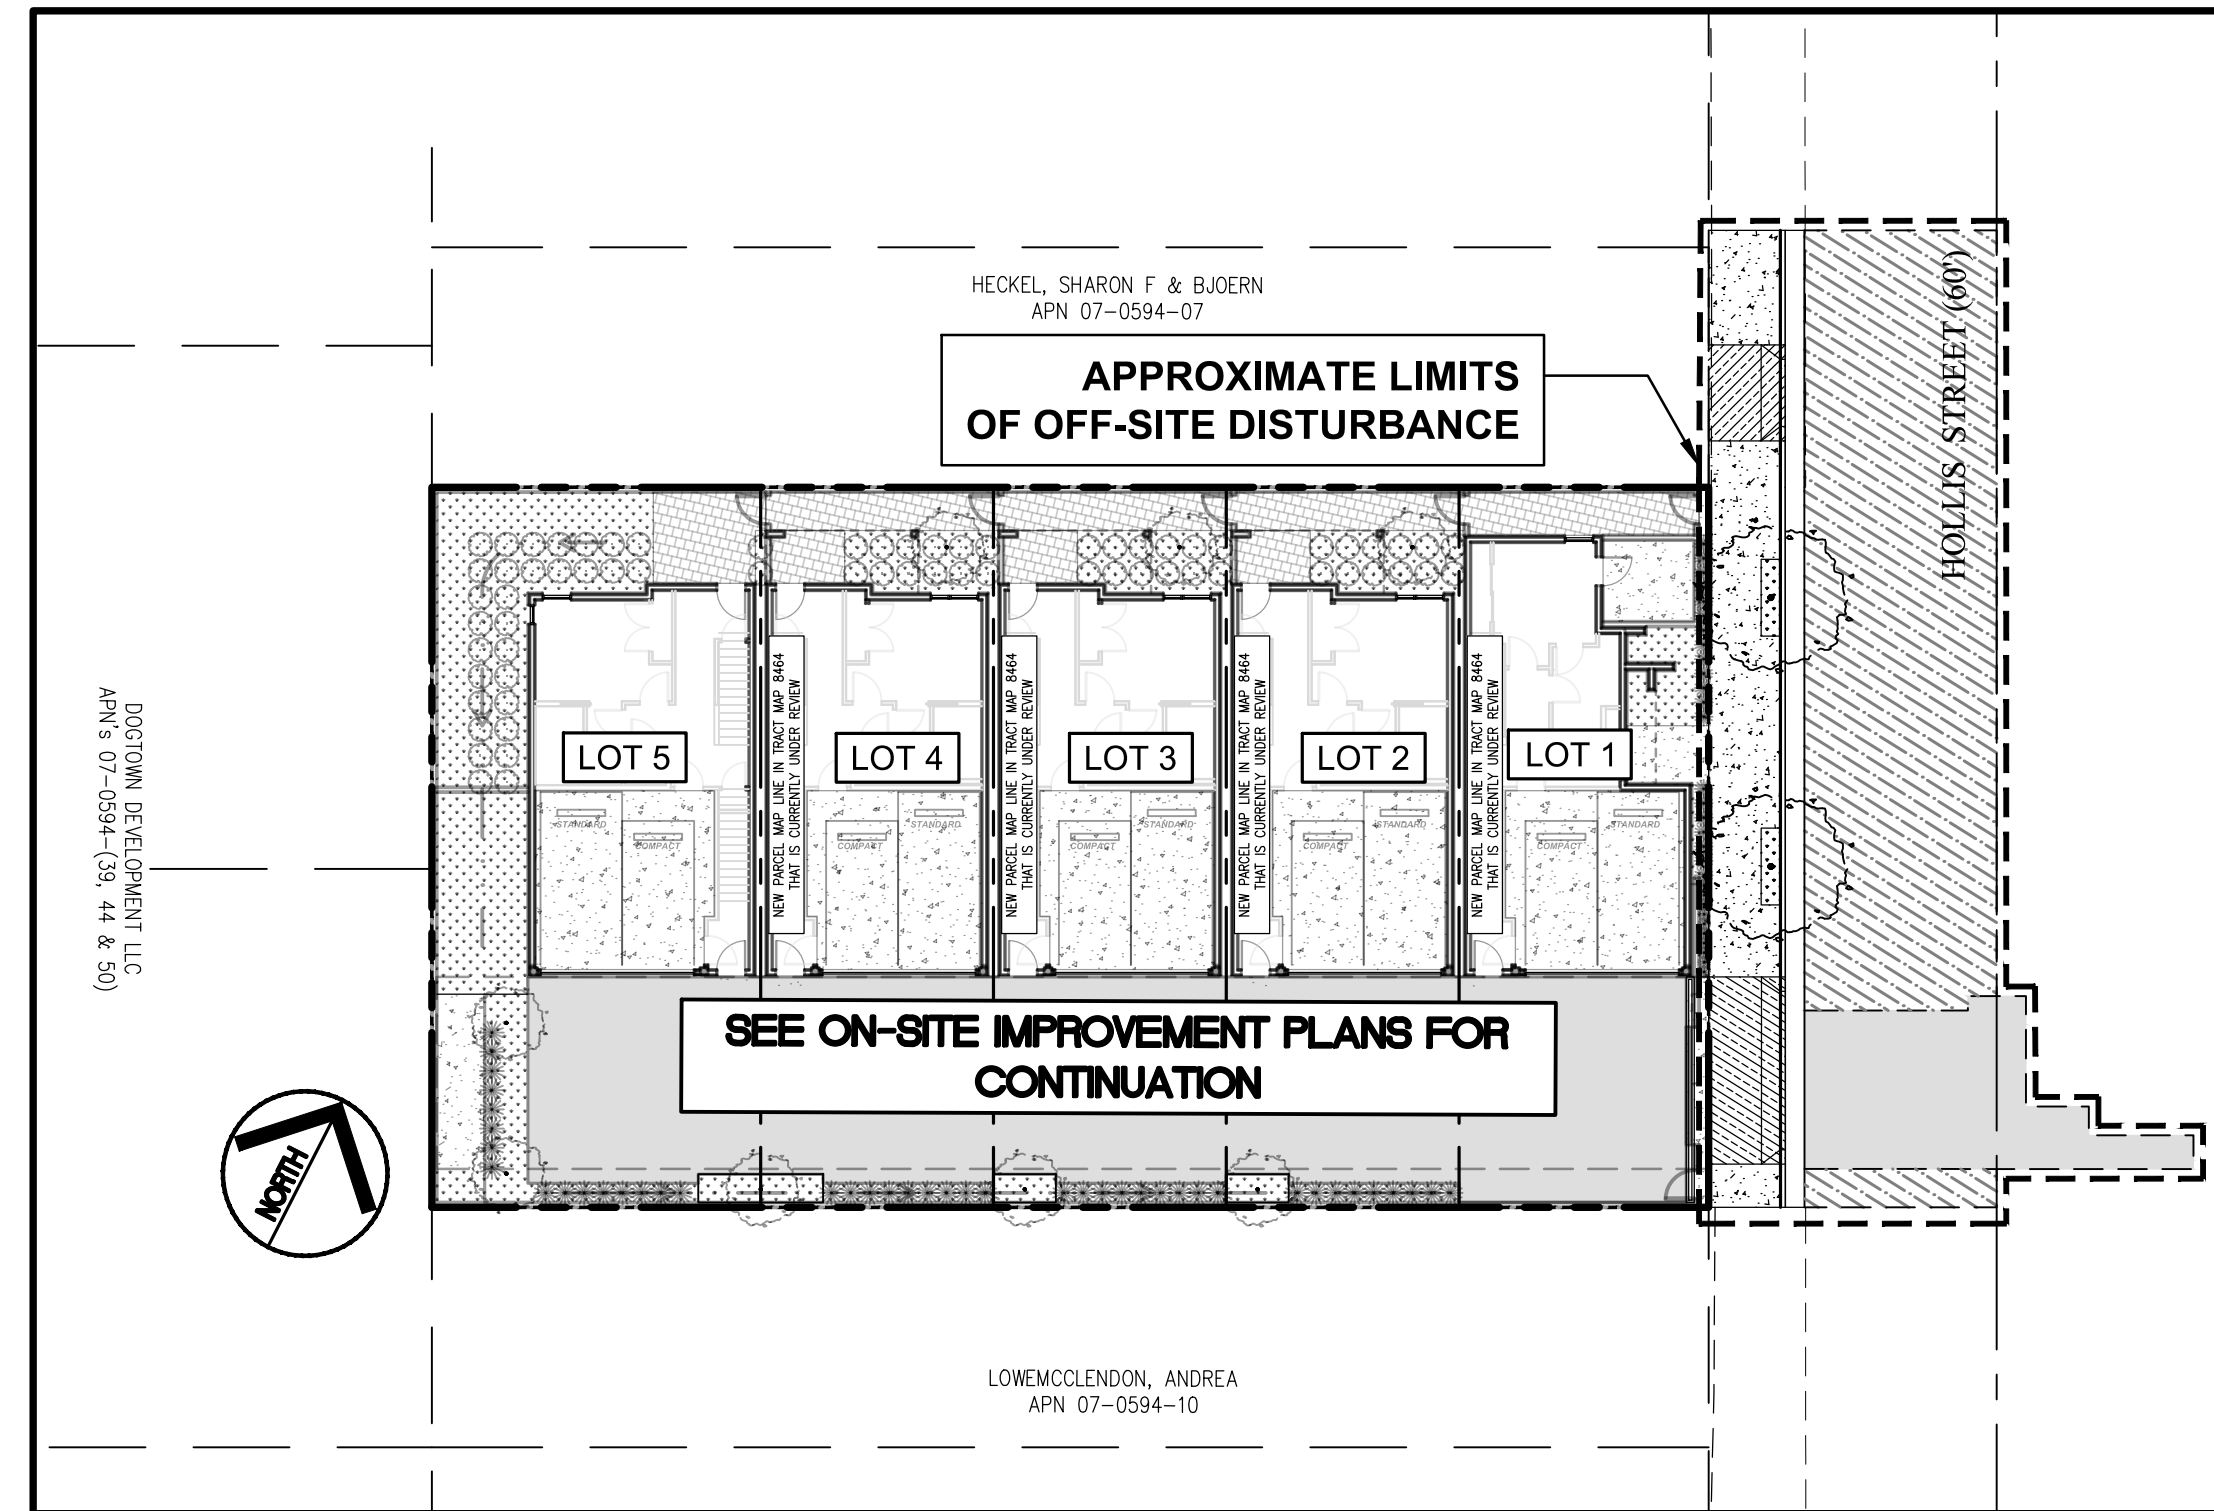 HECKEL, SHARON F & BJOERN
APN 07-0594-07
APPROXIMATE LIMITS
OF OFF-SITE DISTURBANCE
HOLLIS STREET (60')
DOGTOWN DEVELOPMENT LLC
APN's 07-0594-(39, 44 & 50)
LOT 5
NEW PARCEL MAP LINE IN TRACT MAP 8464
THAT IS CURRENTLY UNDER REVIEW
LOT 4
NEW PARCEL MAP LINE IN TRACT MAP 8464
THAT IS CURRENTLY UNDER REVIEW
LOT 3
NEW PARCEL MAP LINE IN TRACT MAP 8464
THAT IS CURRENTLY UNDER REVIEW
LOT 2
NEW PARCEL MAP LINE IN TRACT MAP 8464
THAT IS CURRENTLY UNDER REVIEW
LOT 1
STANDARD
COMPACT
STANDARD
COMPACT
STANDARD
COMPACT
STANDARD
COMPACT
STANDARD
COMPACT
SEE ON-SITE IMPROVEMENT PLANS FOR
CONTINUATION
NORTH
LOWEMCCLENDON, ANDREA
APN 07-0594-10